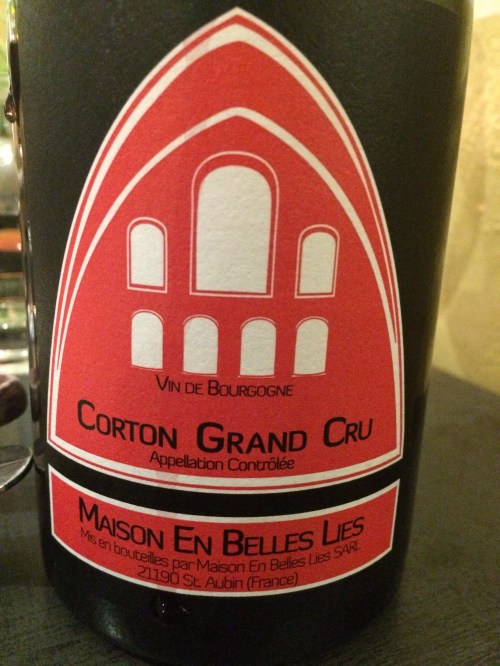 Vin de Bourgogne
Corton Grand Cru
Appellation Contrôlée
Maison En Belles Lies
Mis en bouteilles par Maison En Belles Lies SARL
21190 St. Aubin (France)